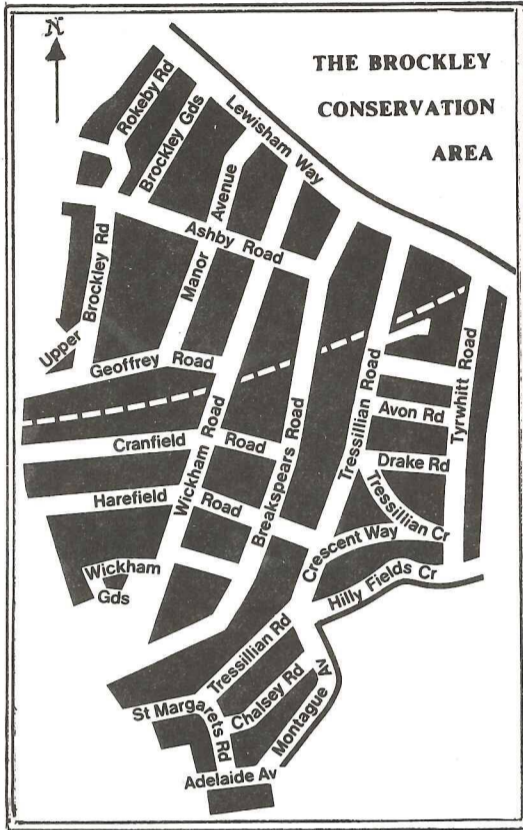 N
THE BROCKLEY
CONSERVATION
AREA
Rokeby Rd
Brockley Gds
Lewisham Way
Manor Avenue
Ashby Road
Upper Brockley Rd
Geoffrey Road
Tressillian Road
Tyrwhitt Road
Avon Rd
Cranfield Road
Wickham Road
Breakspears Road
Drake Rd
Harefield Road
Tressillian Cr
Crescent Way
Wickham
Gds
Hilly Fields Cr
Tressillian Rd
Chalsey Rd
Montague Av
St Margarets Rd
Adelaide Av